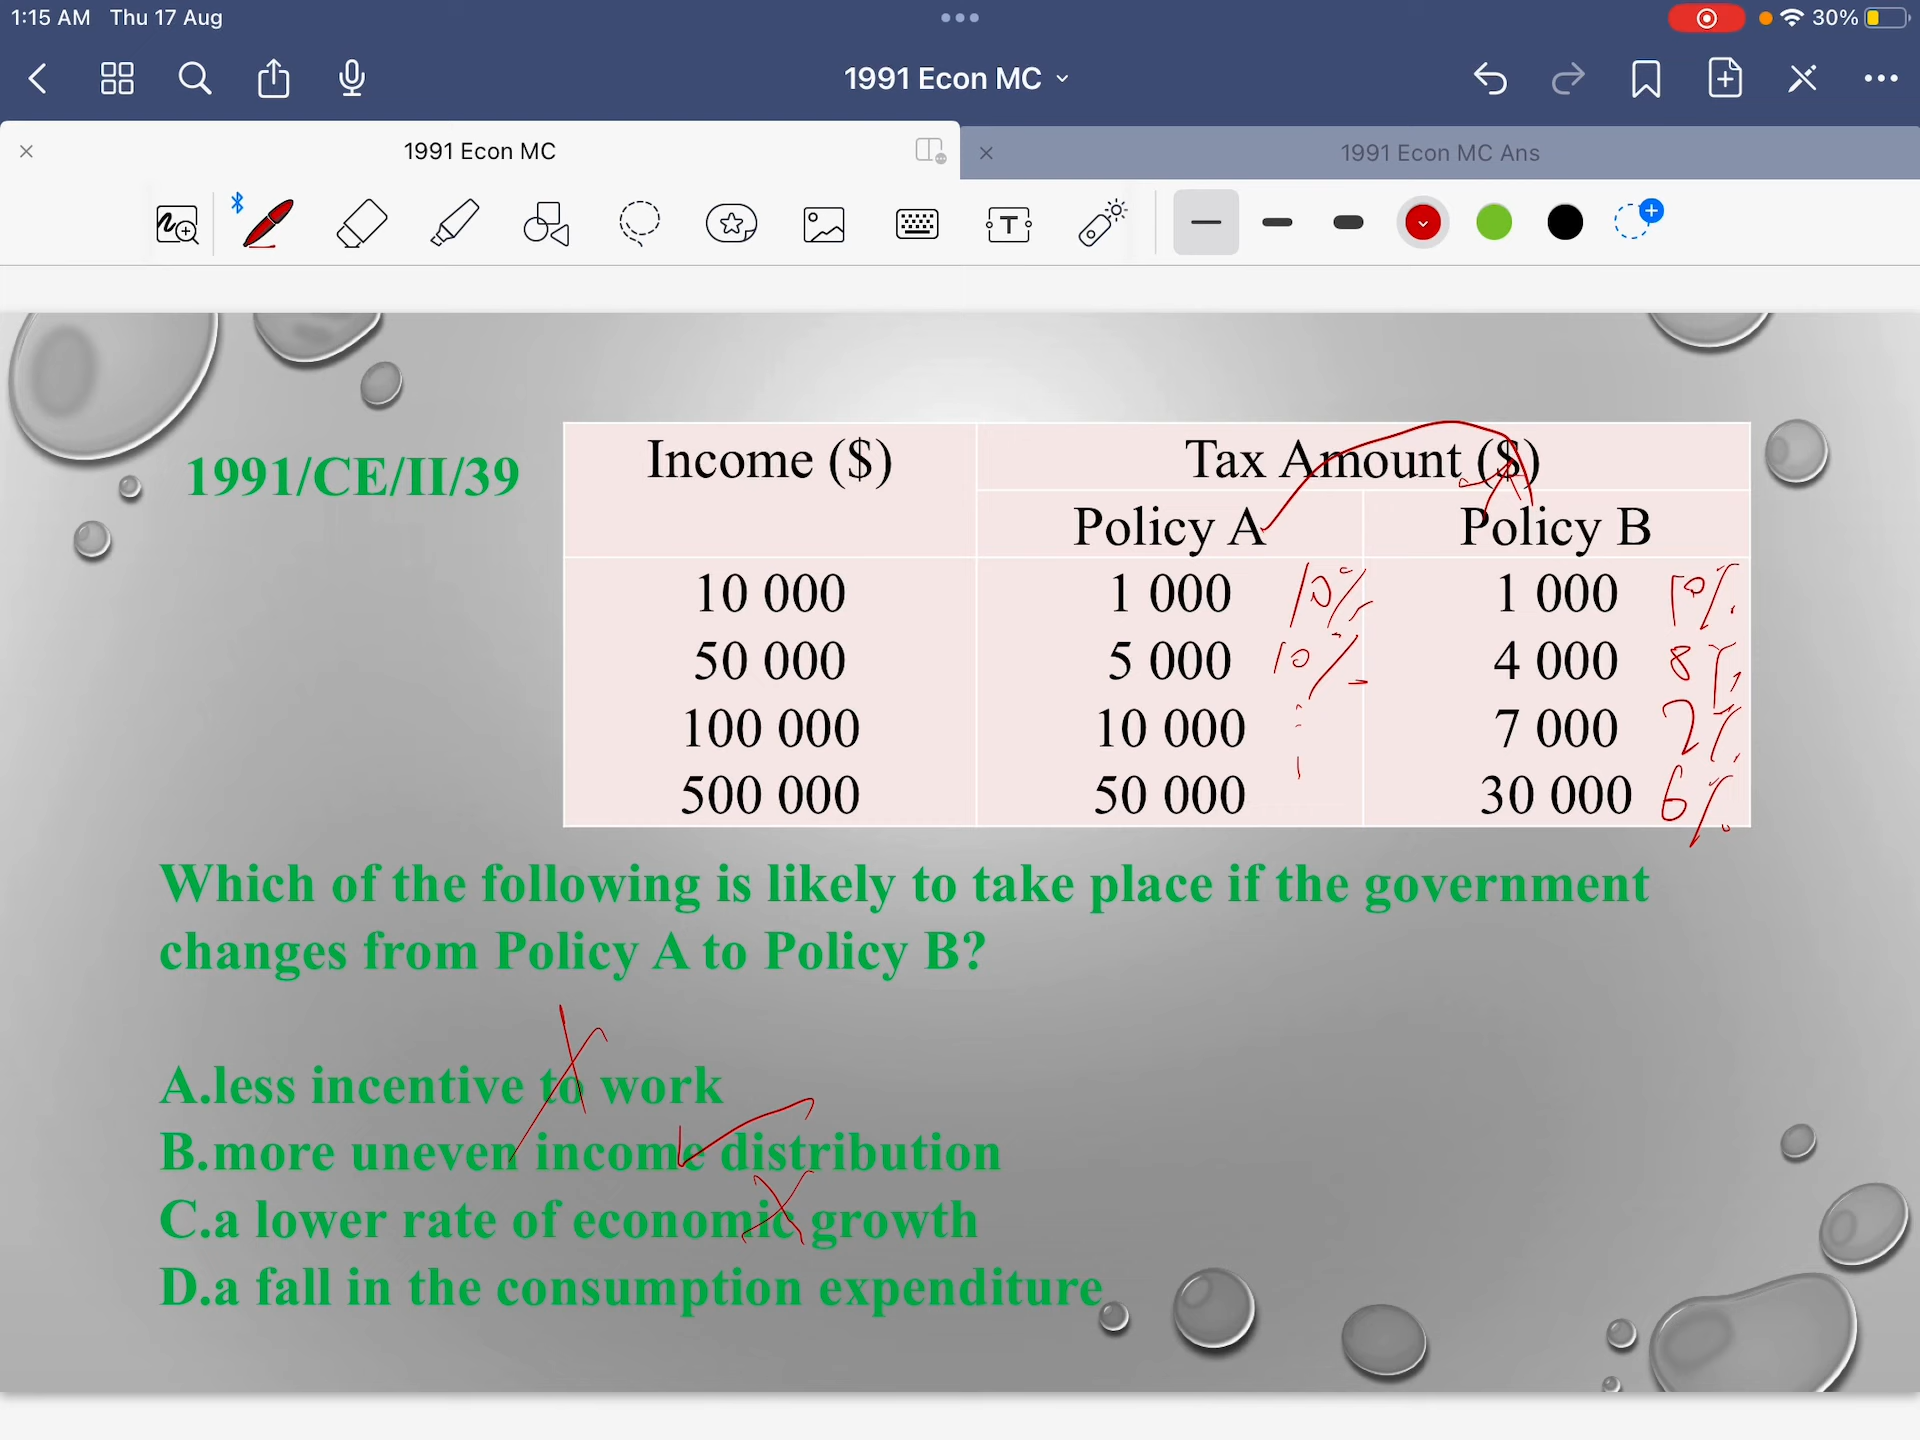 1:15 AM Thu 17 Aug
30%
1991 Econ MC
1991 Econ MC
1991 Econ MC Ans
T
1991/CE/II/39
Income ($) Tax Amount ($)
Policy A Policy B
10 000 1 000 10% 1 000 10%
50 000 5 000 10% 4 000 8%
100 000 10 000 7 000 7%
500 000 50 000 30 000 6%
Which of the following is likely to take place if the government
changes from Policy A to Policy B?
A.less incentive to work
B.more uneven income distribution
C.a lower rate of economic growth
D.a fall in the consumption expenditure